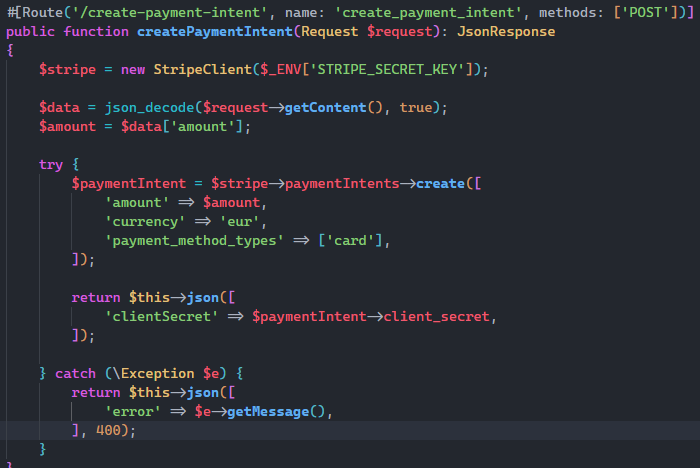 #[Route('/create-payment-intent', name: 'create_payment_intent', methods: ['POST'])]
public function createPaymentIntent(Request $request): JsonResponse
{
    $stripe = new StripeClient($_ENV['STRIPE_SECRET_KEY']);

    $data = json_decode($request->getContent(), true);
    $amount = $data['amount'];

    try {
        $paymentIntent = $stripe->paymentIntents->create([
            'amount' => $amount,
            'currency' => 'eur',
            'payment_method_types' => ['card'],
        ]);

        return $this->json([
            'clientSecret' => $paymentIntent->client_secret,
        ]);

    } catch (\Exception $e) {
        return $this->json([
            'error' => $e->getMessage(),
        ], 400);
    }
}